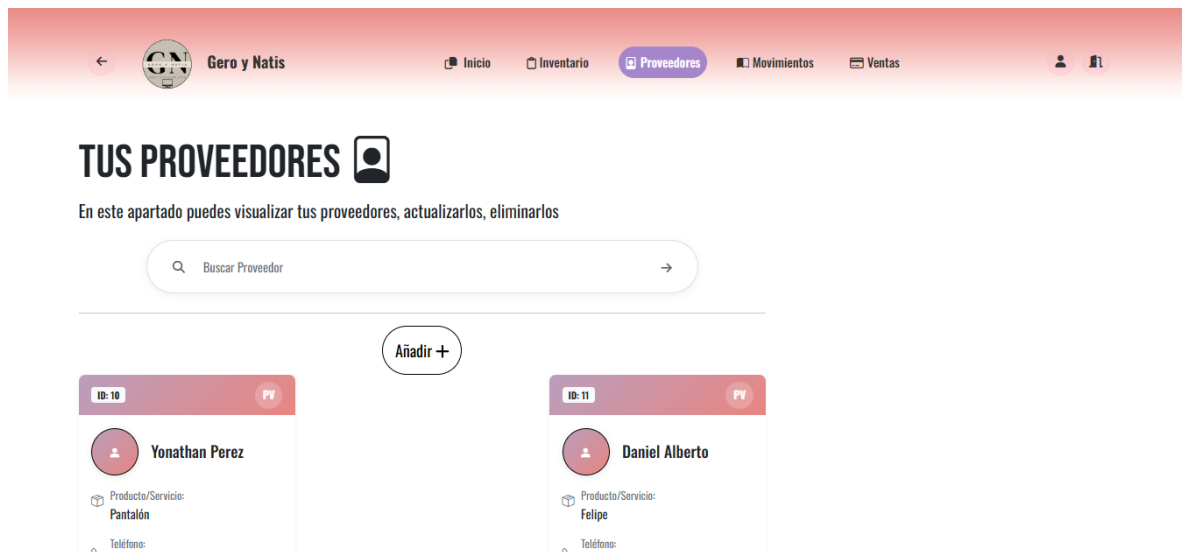 GN
Gero y Natis
Inicio
Inventario
Proveedores
Movimientos
Ventas
TUS PROVEEDORES
En este apartado puedes visualizar tus proveedores, actualizarlos, eliminarlos
Buscar Proveedor
Añadir +
ID: 10
PV
Yonathan Perez
Producto/Servicio:
Pantalón
Teléfono:
ID: 11
PV
Daniel Alberto
Producto/Servicio:
Felipe
Teléfono: